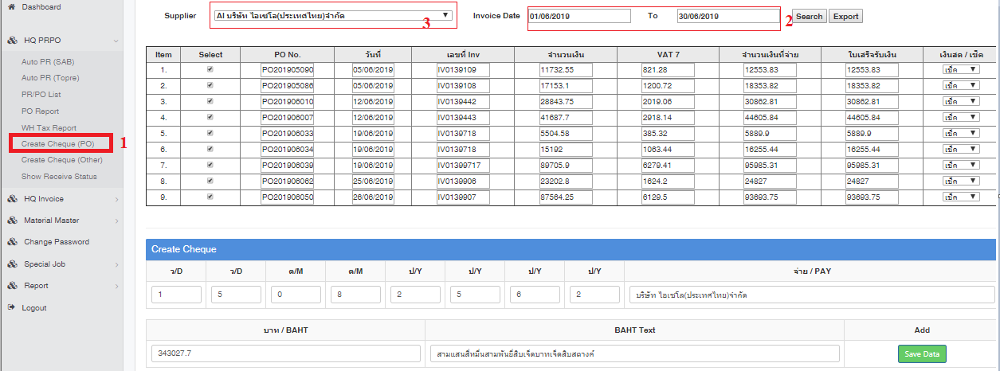 Dashboard
HQ PRPO
Auto PR (SAB)
Auto PR (Topre)
PR/PO List
PO Report
WH Tax Report
Create Cheque (PO) 1
Create Cheque (Other)
Show Receive Status
HQ Invoice
Material Master
Change Password
Special Job
Report
Logout
Supplier AI บริษัท ไอเซโล(ประเทศไทย)จำกัด 3 Invoice Date 01/06/2019 To 30/06/2019 2 Search Export
Item Select PO No. วันที่ เลขที่ Inv จำนวนเงิน VAT 7 จำนวนเงินที่จ่าย ใบเสร็จรับเงิน เงินสด / เช็ค
1. PO201905090 05/06/2019 IV0139109 11732.55 821.28 12553.83 12553.83 เช็ค
2. PO201905086 05/06/2019 IV0139108 17153.1 1200.72 18353.82 18353.82 เช็ค
3. PO201906010 12/06/2019 IV0139442 28843.75 2019.06 30862.81 30862.81 เช็ค
4. PO201906007 12/06/2019 IV0139443 41687.7 2918.14 44605.84 44605.84 เช็ค
5. PO201906033 19/06/2019 IV0139718 5504.58 385.32 5889.9 5889.9 เช็ค
6. PO201906034 19/06/2019 IV0139718 15192 1063.44 16255.44 16255.44 เช็ค
7. PO201906039 19/06/2019 IV01399717 89705.9 6279.41 95985.31 95985.31 เช็ค
8. PO201906062 25/06/2019 IV0139906 23202.8 1624.2 24827 24827 เช็ค
9. PO201906050 26/06/2019 IV0139907 87564.25 6129.5 93693.75 93693.75 เช็ค
Create Cheque
ว/D ว/D ด/M ด/M ป/Y ป/Y ป/Y ป/Y จ่าย / PAY
1 5 0 8 2 5 6 2 บริษัท ไอเซโล(ประเทศไทย)จำกัด
บาท / BAHT BAHT Text Add
343027.7 สามแสนสี่หมื่นสามพันยี่สิบเจ็ดบาทเจ็ดสิบสตางค์ Save Data